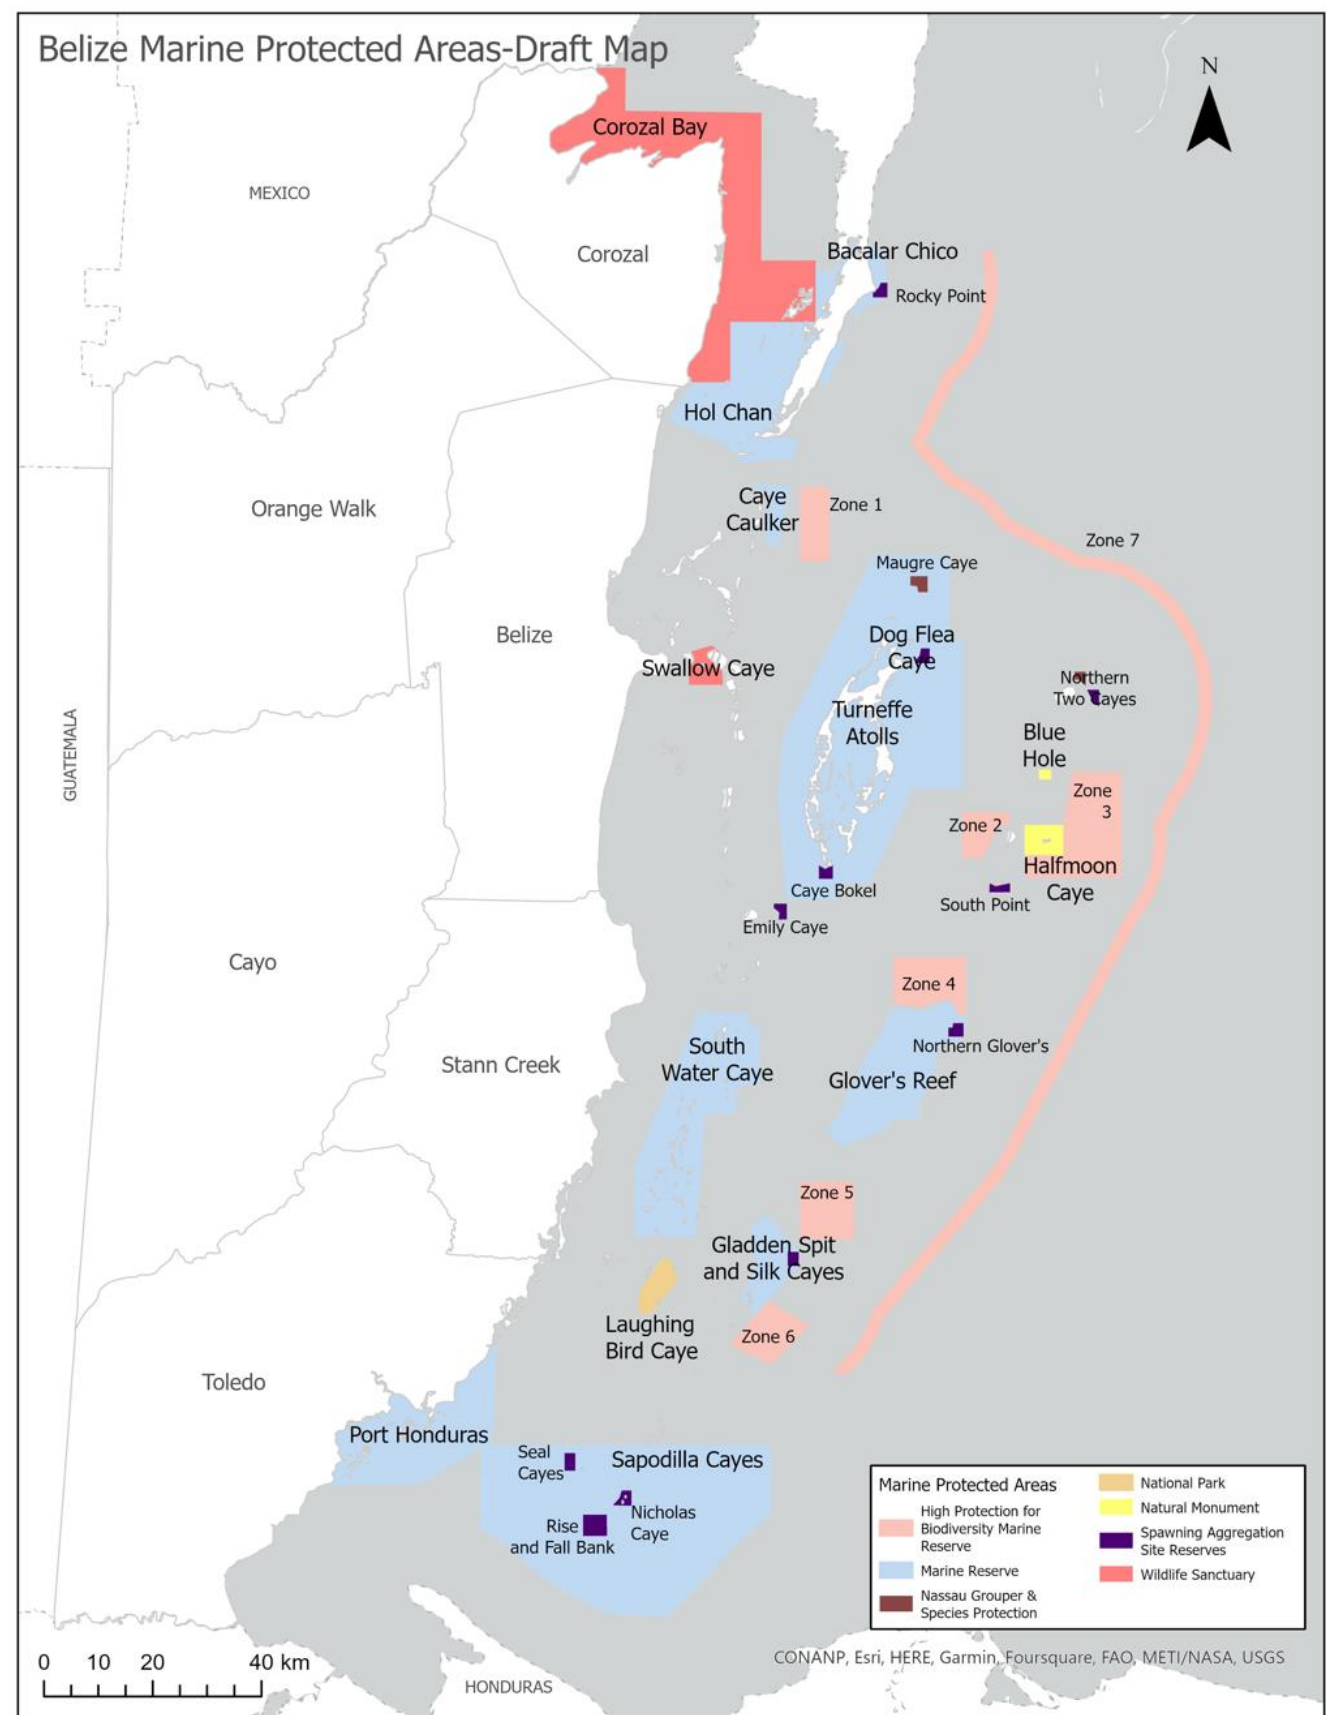 Belize Marine Protected Areas-Draft Map
N
Corozal Bay
MEXICO
Corozal
Bacalar Chico
Rocky Point
Hol Chan
Orange Walk
Caye
Caulker
Zone 1
Zone 7
Maugre Caye
Belize
Dog Flea
Caye
Swallow Caye
Northern
Two Cayes
Turneffe
Atolls
Blue
Hole
GUATEMALA
Zone
3
Zone 2
Halfmoon
Caye
Caye Bokel
South Point
Emily Caye
Cayo
Zone 4
Northern Glover's
South
Water Caye
Stann Creek
Glover's Reef
Zone 5
Gladden Spit
and Silk Cayes
Laughing
Bird Caye
Zone 6
Toledo
Port Honduras
Seal
Cayes
Sapodilla Cayes
Nicholas
Caye
Rise
and Fall Bank
Marine Protected Areas
High Protection for
Biodiversity Marine
Reserve
Marine Reserve
Nassau Grouper &
Species Protection
National Park
Natural Monument
Spawning Aggregation
Site Reserves
Wildlife Sanctuary
CONANP, Esri, HERE, Garmin, Foursquare, FAO, METI/NASA, USGS
0 10 20 40 km
HONDURAS